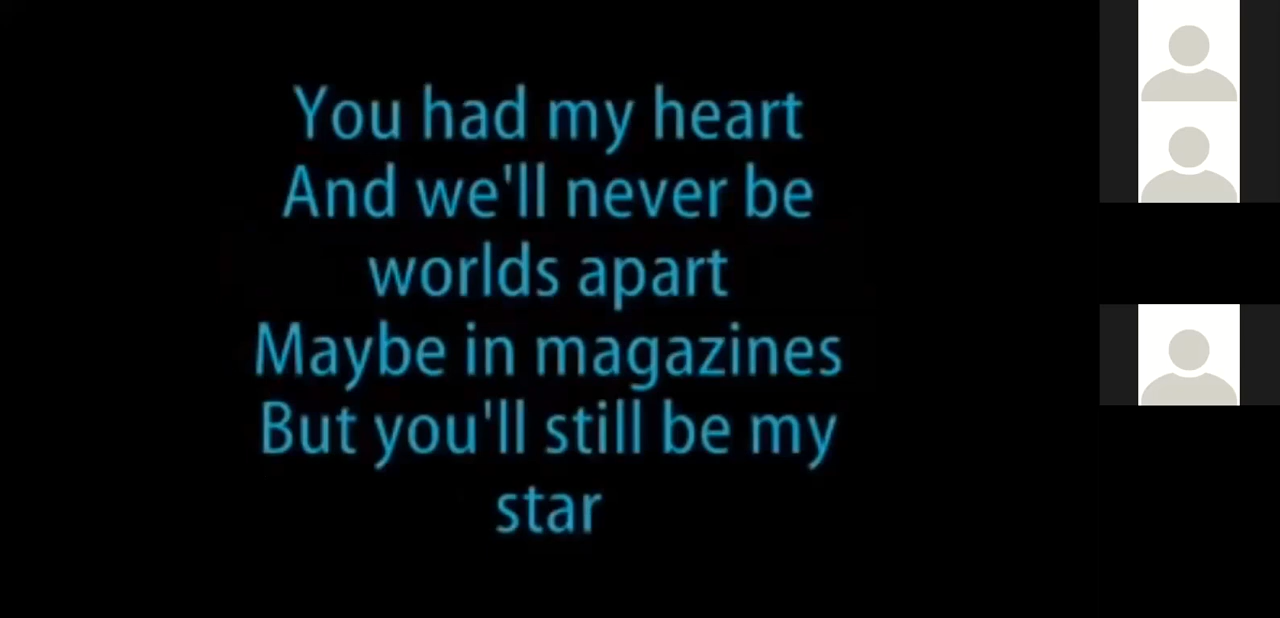 You had my heart
And we'll never be
worlds apart
Maybe in magazines
But you'll still be my
star